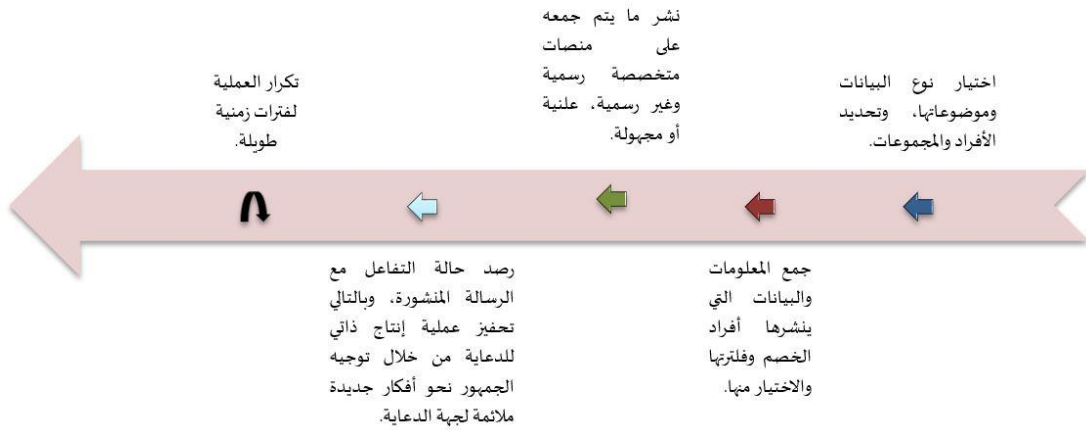 اختيار نوع البيانات
وموضوعاتها، وتحديد
الأفراد والمجموعات.
جمع المعلومات
والبيانات التي
ينشرها أفراد
الخصم وفلترتها
والاختيار منها.
نشر ما يتم جمعه
على منصات
متخصصة رسمية
وغير رسمية، علنية
أو مجهولة.
رصد حالة التفاعل مع
الرسالة المنشورة، وبالتالي
تحفيز عملية إنتاج ذاتي
للدعاية من خلال توجيه
الجمهور نحو أفكار جديدة
ملائمة لجهة الدعاية.
تكرار العملية
لفترات زمنية
طويلة.